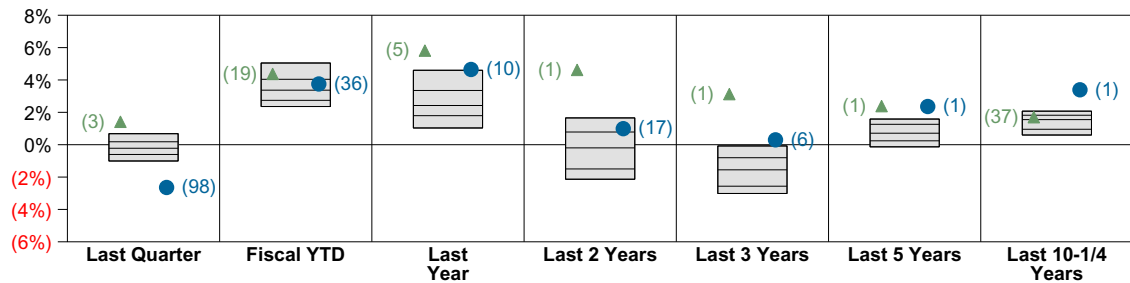 8%
6%
4%
2%
0%
(2%)
(4%)
(6%)
(3)
(98)
(19)
(36)
(5)
(10)
(1)
(17)
(1)
(6)
(1)
(1)
(37)
(1)
Last Quarter
Fiscal YTD
Last
Year
Last 2 Years
Last 3 Years
Last 5 Years
Last 10-1/4
Years